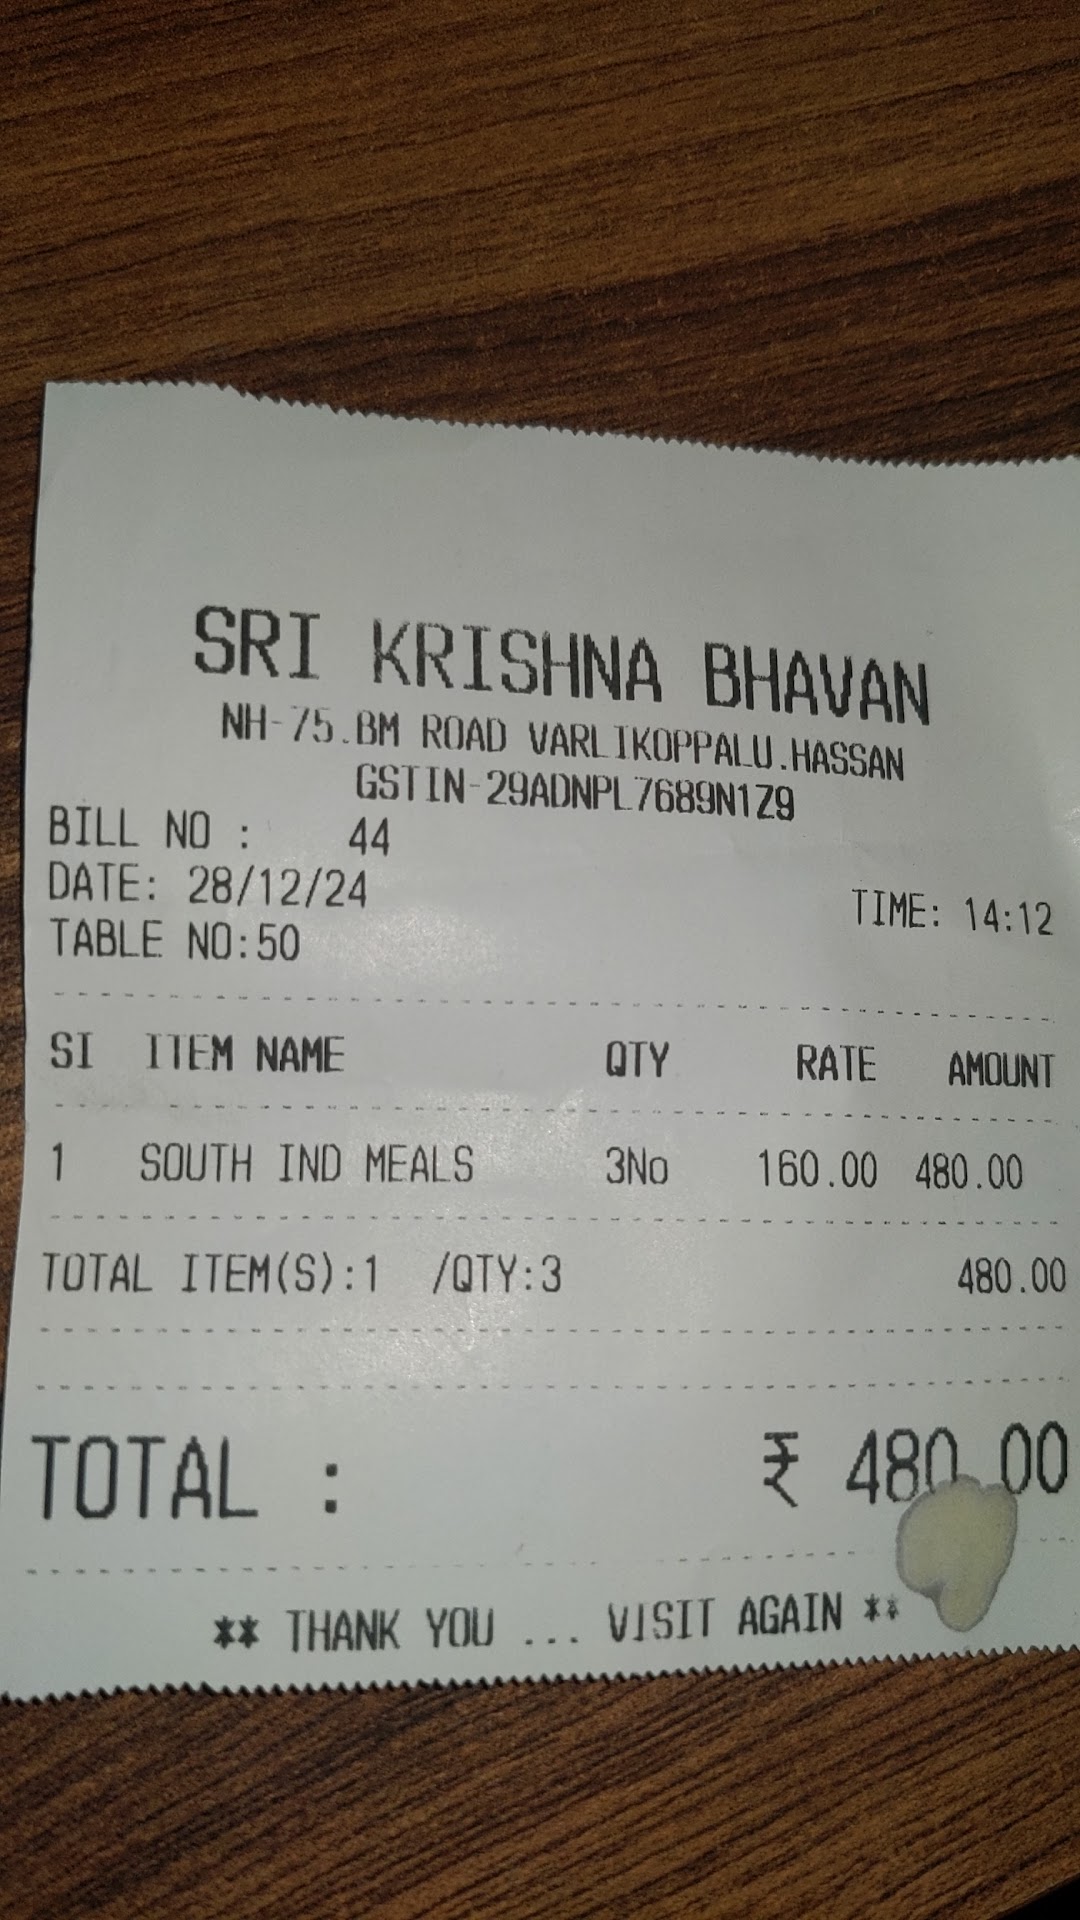 SRI KRISHNA BHAVAN
NH-75.BM ROAD VARLIKOPPALU.HASSAN
GSTIN-29ADNPL7689N1Z9
BILL NO : 44
DATE: 28/12/24 TIME: 14:12
TABLE NO:50
SI ITEM NAME QTY RATE AMOUNT
1 SOUTH IND MEALS 3No 160.00 480.00
TOTAL ITEM(S):1 /QTY:3 480.00
TOTAL : ₹ 480.00
** THANK YOU ... VISIT AGAIN **